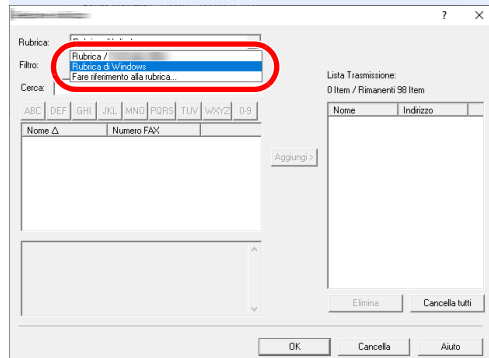 ?
Rubrica:
Rubrica /
Rubrica di Windows
Filtro:
Fare riferimento alla rubrica...
Lista Trasmissione:
Cerca:
0 Item / Rimanenti 98 Item
ABC DEF GHI JKL MNO PQRS TUV WXYZ 0-9
Nome Indirizzo
Nome Numero FAX
Aggiungi >
Elimina Cancella tutti
OK Cancella Aiuto